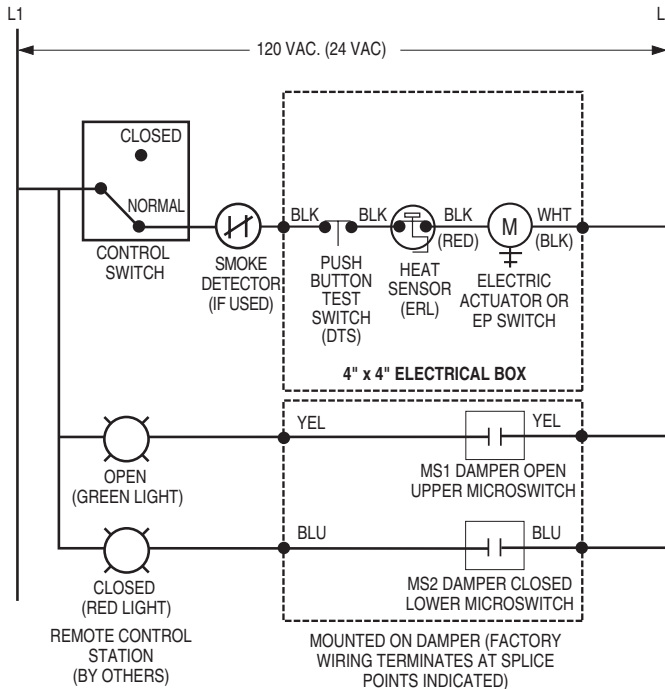 L1
L
120 VAC. (24 VAC)
CLOSED
NORMAL
CONTROL
SWITCH
SMOKE
DETECTOR
(IF USED)
BLK
BLK
BLK
(RED)
M
WHT
(BLK)
PUSH
BUTTON
TEST
SWITCH
(DTS)
HEAT
SENSOR
(ERL)
ELECTRIC
ACTUATOR OR
EP SWITCH
4" x 4" ELECTRICAL BOX
YEL
YEL
OPEN
(GREEN LIGHT)
MS1 DAMPER OPEN
UPPER MICROSWITCH
BLU
BLU
CLOSED
(RED LIGHT)
MS2 DAMPER CLOSED
LOWER MICROSWITCH
REMOTE CONTROL
STATION
(BY OTHERS)
MOUNTED ON DAMPER (FACTORY
WIRING TERMINATES AT SPLICE
POINTS INDICATED)